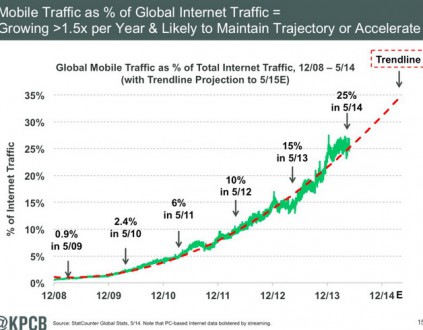 Mobile Traffic as % of Global Internet Traffic =
Growing >1.5x per Year & Likely to Maintain Trajectory or Accelerate
Global Mobile Traffic as % of Total Internet Traffic, 12/08 – 5/14
(with Trendline Projection to 5/15E)
Trendline
% of Internet Traffic
35%
30%
25%
20%
15%
10%
5%
0%
0.9%
in 5/09
2.4%
in 5/10
6%
in 5/11
10%
in 5/12
15%
in 5/13
25%
in 5/14
12/08
12/09
12/10
12/11
12/12
12/13
12/14 E
@KPCB
Source: StatCounter Global Stats, 5/14. Note that PC-based Internet data bolstered by streaming.